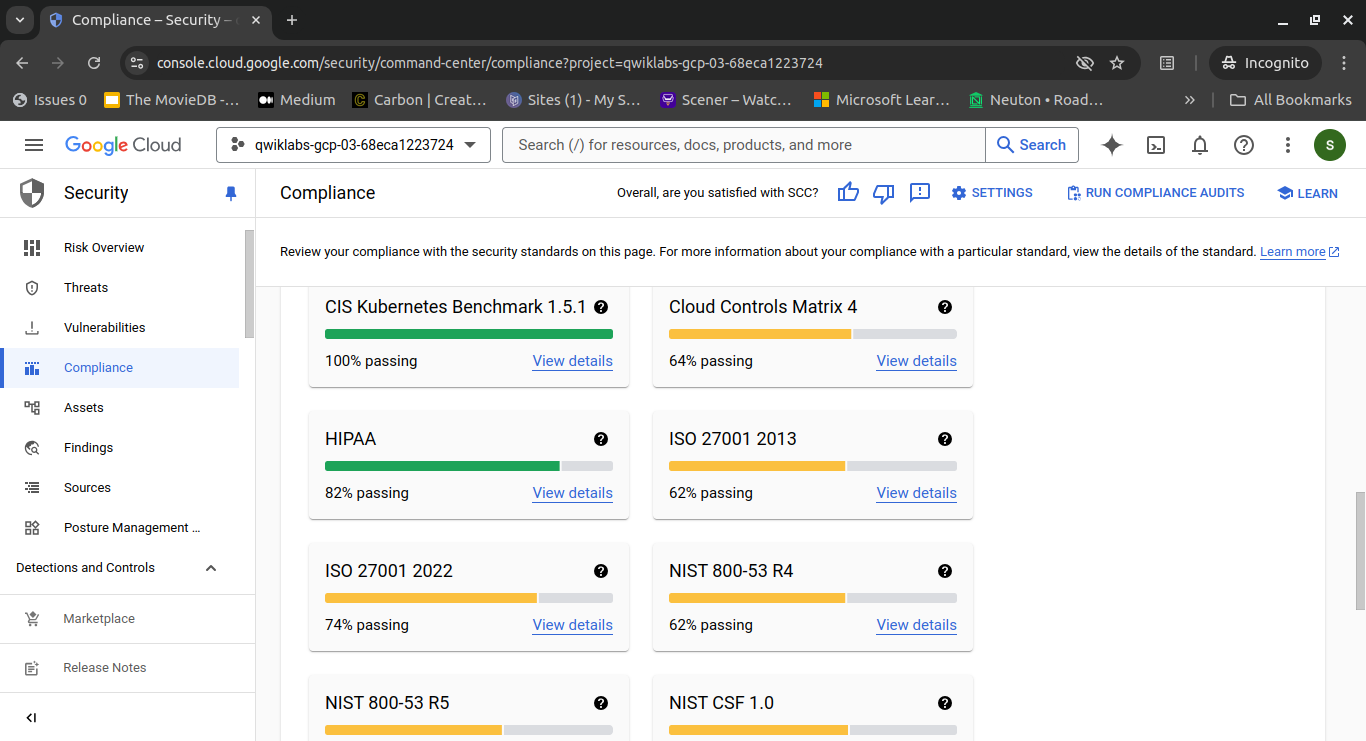 Compliance – Security –
console.cloud.google.com/security/command-center/compliance?project=qwiklabs-gcp-03-68eca1223724
Incognito
Issues 0
The MovieDB -...
Medium
Carbon | Creat...
Sites (1) - My S...
Scener – Watc...
Microsoft Lear...
Neuton • Road...
»
All Bookmarks
Google Cloud
qwiklabs-gcp-03-68eca1223724
Search (/) for resources, docs, products, and more
Search
S
Security
Compliance
Overall, are you satisfied with SCC?
SETTINGS
RUN COMPLIANCE AUDITS
LEARN
Risk Overview
Threats
Vulnerabilities
Compliance
Assets
Findings
Sources
Posture Management ...
Detections and Controls
Marketplace
Release Notes
Review your compliance with the security standards on this page. For more information about your compliance with a particular standard, view the details of the standard. Learn more
CIS Kubernetes Benchmark 1.5.1
100% passing
View details
Cloud Controls Matrix 4
64% passing
View details
HIPAA
82% passing
View details
ISO 27001 2013
62% passing
View details
ISO 27001 2022
74% passing
View details
NIST 800-53 R4
62% passing
View details
NIST 800-53 R5
NIST CSF 1.0